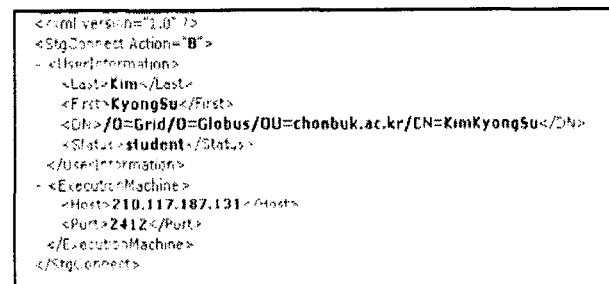 <?xml version="1.0" ?>
<StgConnect Action="B">
- <UserInformation>
<Last>Kim</Last>
<First>KyongSu</First>
<DN>/O=Grid/O=Globus/OU=chonbuk.ac.kr/CN=KimKyongSu</DN>
<Status>student</Status>
</UserInformation>
- <ExecutionMachine>
<Host>210.117.187.131</Host>
<Port>2412</Port>
</ExecutionMachine>
</StgConnect>